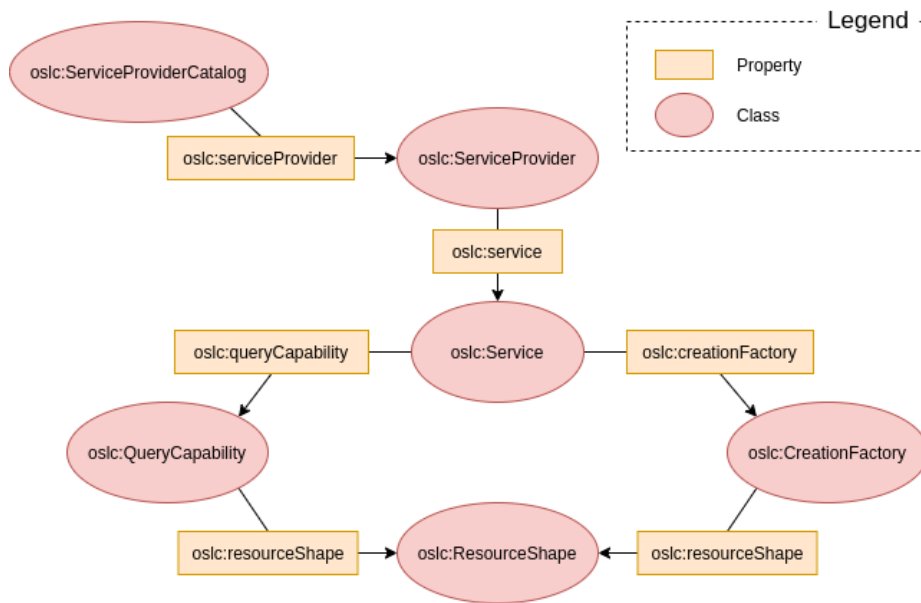 Legend
oslc:ServiceProviderCatalog
Property
Class
oslc:serviceProvider
oslc:ServiceProvider
oslc:service
oslc:queryCapability
oslc:Service
oslc:creationFactory
oslc:QueryCapability
oslc:CreationFactory
oslc:resourceShape
oslc:ResourceShape
oslc:resourceShape